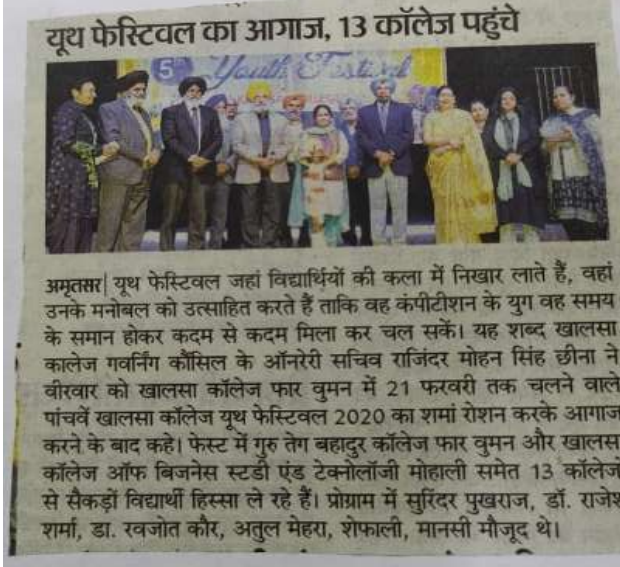 यूथ फेस्टिवल का आगाज, 13 कॉलेज पहुंचे
5th Youth Festival
अमृतसर| यूथ फेस्टिवल जहां विद्यार्थियों की कला में निखार लाते हैं, वहां
उनके मनोबल को उत्साहित करते हैं ताकि वह कंपीटीशन के युग वह समय
के समान होकर कदम से कदम मिला कर चल सकें। यह शब्द खालसा
कालेज गवर्निंग कौंसिल के ऑनरेरी सचिव राजिंदर मोहन सिंह छीना ने
वीरवार को खालसा कॉलेज फार वुमन में 21 फरवरी तक चलने वाले
पांचवें खालसा कॉलेज यूथ फेस्टिवल 2020 का शमां रोशन करके आगाज
करने के बाद कहे। फेस्ट में गुरु तेग बहादुर कॉलेज फार वुमन और खालस
कॉलेज ऑफ बिजनेस स्टडी एंड टेक्नोलॉजी मोहाली समेत 13 कॉलेज
से सैकड़ों विद्यार्थी हिस्सा ले रहे हैं। प्रोग्राम में सुरिंदर पुखराज, डॉ. राजेश
शर्मा, डा. रवजोत कौर, अतुल मेहरा, शेफाली, मानसी मौजूद थे।